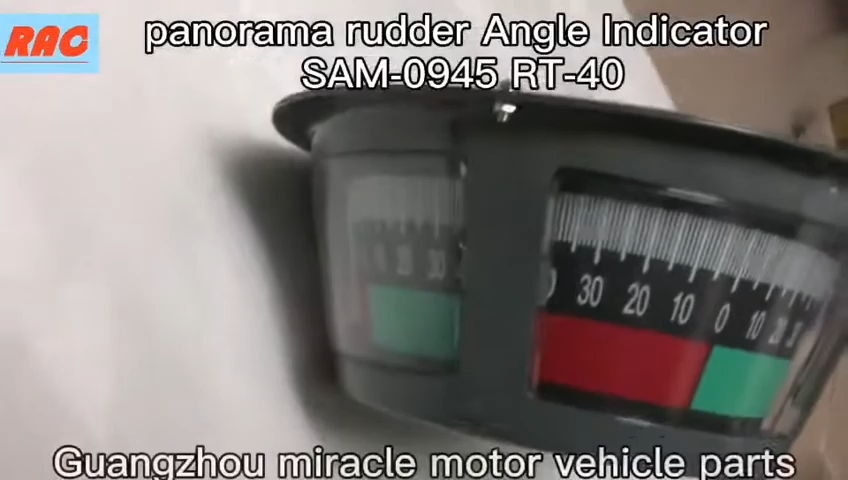 RAC
panorama rudder Angle Indicator
SAM-0945 RT-40
30 20 10 0 10 20
30
Guangzhou miracle motor vehicle parts